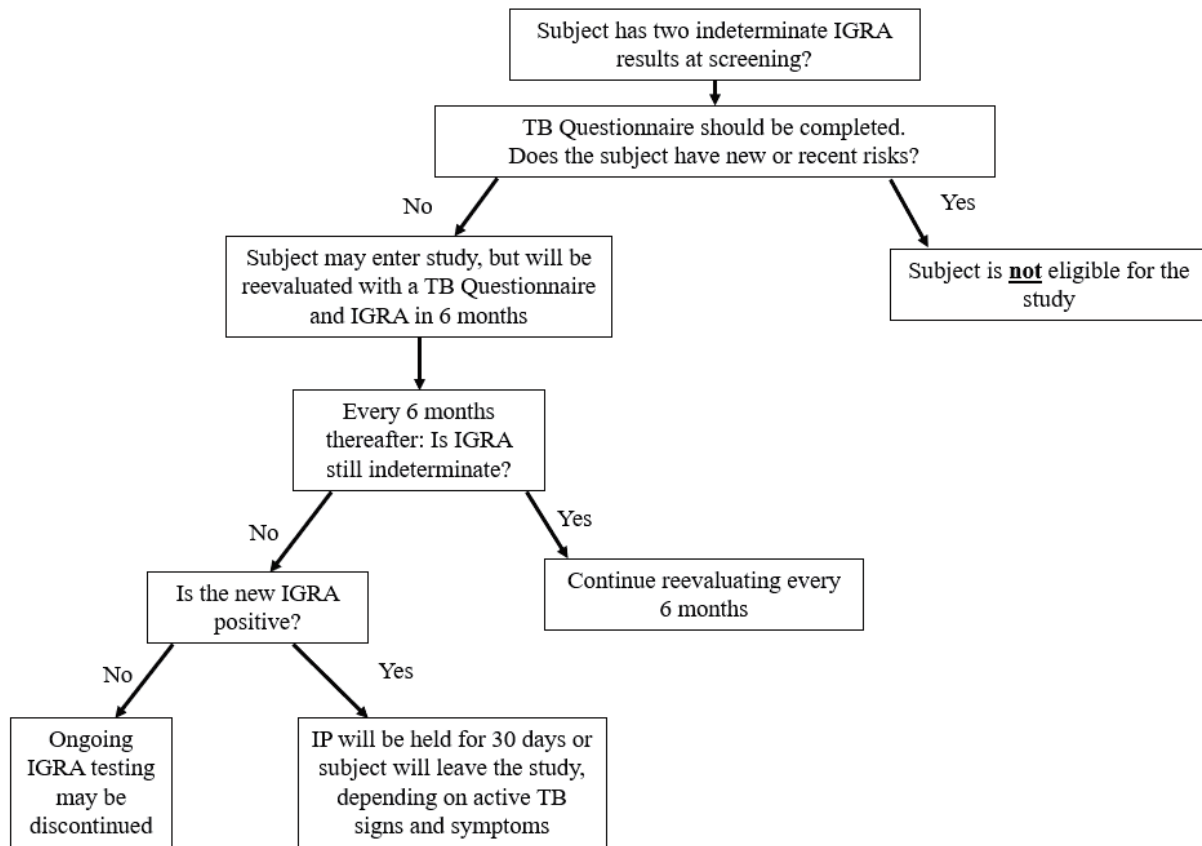 Subject has two indeterminate IGRA
results at screening?
TB Questionnaire should be completed.
Does the subject have new or recent risks?
No
Yes
Subject may enter study, but will be
reevaluated with a TB Questionnaire
and IGRA in 6 months
Subject is not eligible for the
study
Every 6 months
thereafter: Is IGRA
still indeterminate?
No
Yes
Is the new IGRA
positive?
Continue reevaluating every
6 months
No
Yes
Ongoing
IGRA testing
may be
discontinued
IP will be held for 30 days or
subject will leave the study,
depending on active TB
signs and symptoms